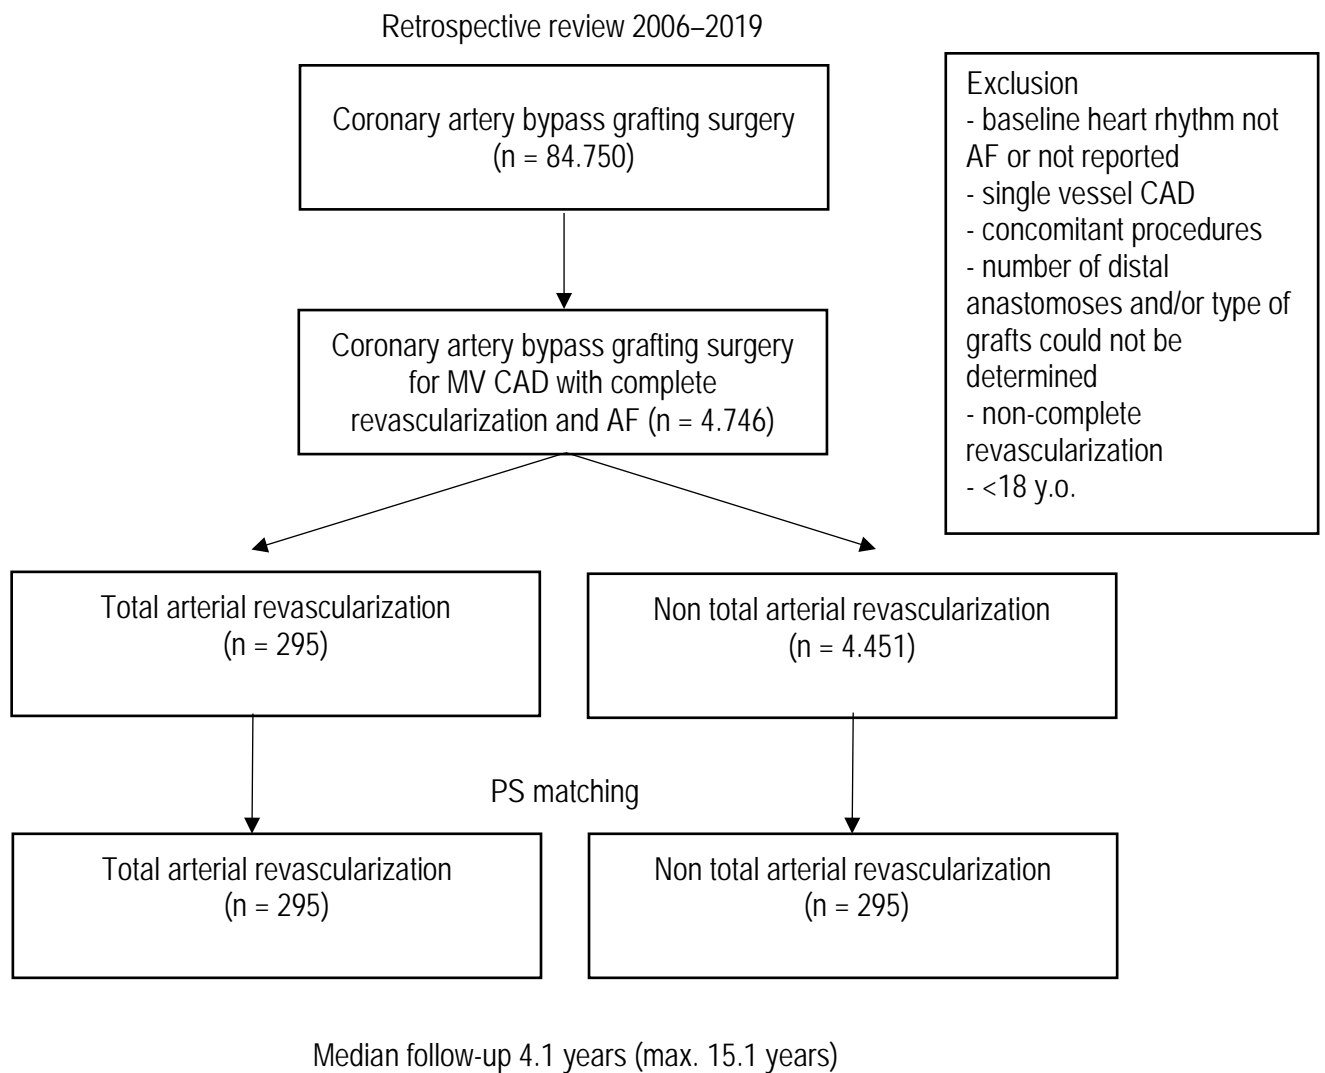 Retrospective review 2006–2019
Coronary artery bypass grafting surgery
(n = 84.750)
Exclusion
- baseline heart rhythm not
AF or not reported
- single vessel CAD
- concomitant procedures
- number of distal
anastomoses and/or type of
grafts could not be
determined
- non-complete
revascularization
- <18 y.o.
Coronary artery bypass grafting surgery
for MV CAD with complete
revascularization and AF (n = 4.746)
Total arterial revascularization
(n = 295)
Non total arterial revascularization
(n = 4.451)
PS matching
Total arterial revascularization
(n = 295)
Non total arterial revascularization
(n = 295)
Median follow-up 4.1 years (max. 15.1 years)